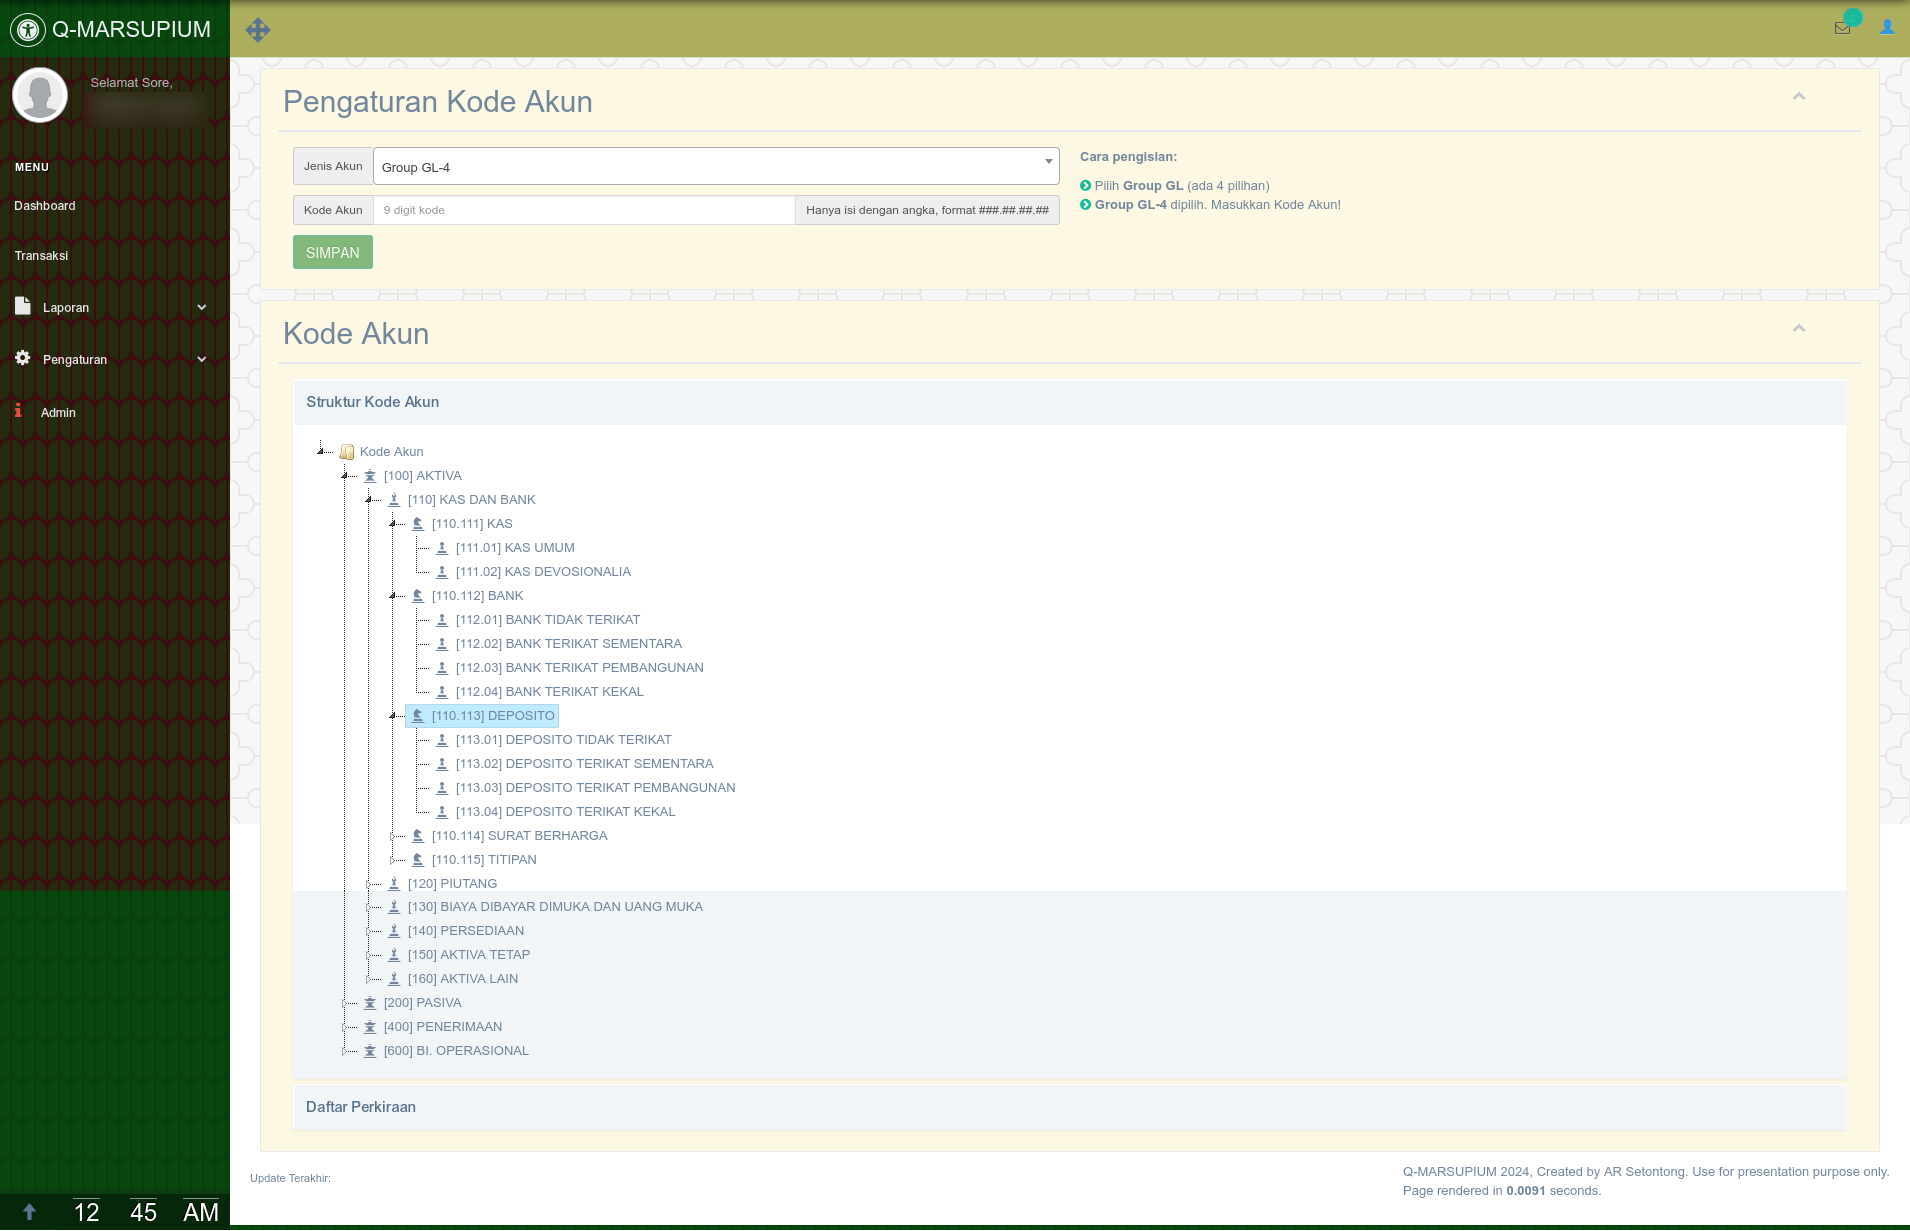 Q-MARSUPIUM
Selamat Sore,
MENU
Dashboard
Transaksi
Laporan
Pengaturan
Admin
Pengaturan Kode Akun
Jenis Akun Group GL-4
Kode Akun 9 digit kode Hanya isi dengan angka, format ###.##.##.##
SIMPAN
Cara pengisian:
Pilih Group GL (ada 4 pilihan)
Group GL-4 dipilih. Masukkan Kode Akun!
Kode Akun
Struktur Kode Akun
Kode Akun
[100] AKTIVA
[110] KAS DAN BANK
[110.111] KAS
[111.01] KAS UMUM
[111.02] KAS DEVOSIONALIA
[110.112] BANK
[112.01] BANK TIDAK TERIKAT
[112.02] BANK TERIKAT SEMENTARA
[112.03] BANK TERIKAT PEMBANGUNAN
[112.04] BANK TERIKAT KEKAL
[110.113] DEPOSITO
[113.01] DEPOSITO TIDAK TERIKAT
[113.02] DEPOSITO TERIKAT SEMENTARA
[113.03] DEPOSITO TERIKAT PEMBANGUNAN
[113.04] DEPOSITO TERIKAT KEKAL
[110.114] SURAT BERHARGA
[110.115] TITIPAN
[120] PIUTANG
[130] BIAYA DIBAYAR DIMUKA DAN UANG MUKA
[140] PERSEDIAAN
[150] AKTIVA TETAP
[160] AKTIVA LAIN
[200] PASIVA
[400] PENERIMAAN
[600] BI. OPERASIONAL
Daftar Perkiraan
Update Terakhir:
Q-MARSUPIUM 2024, Created by AR Setontong. Use for presentation purpose only.
Page rendered in 0.0091 seconds.
12 45 AM